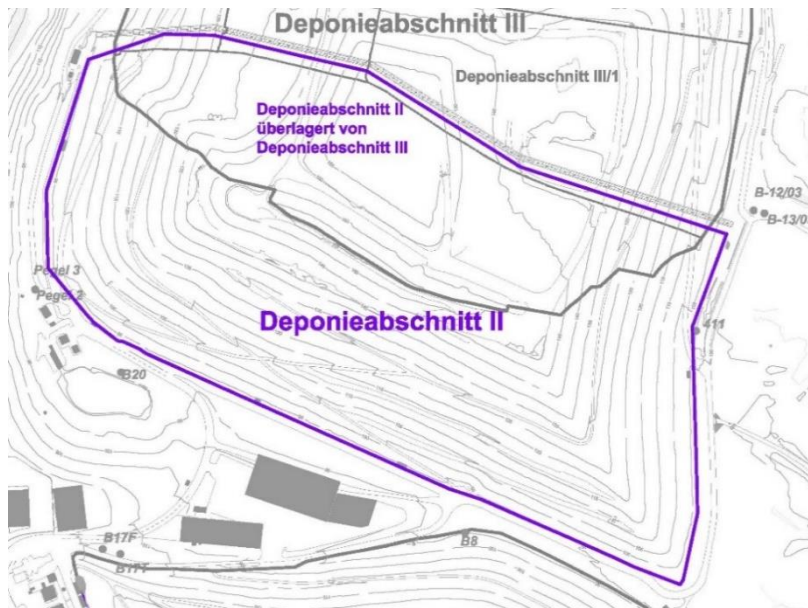 Deponieabschnitt III
Deponieabschnitt III/1
Deponieabschnitt II
überlagert von
Deponieabschnitt III
B-12/03
Pegel 3
Pegel 2
Deponieabschnitt II
411
B20
B17F
B17T
B8